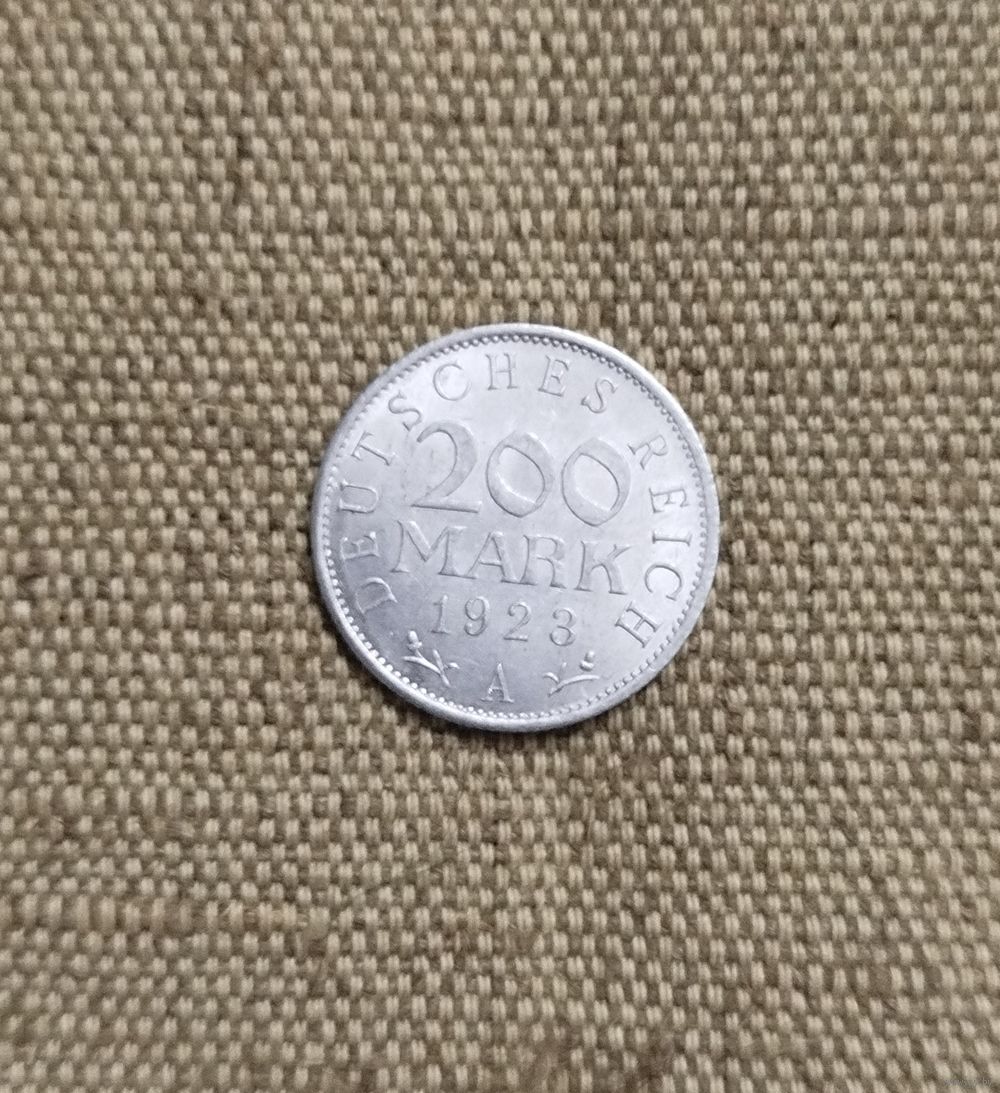 DEUTSCHES REICH
200
MARK
1923
A